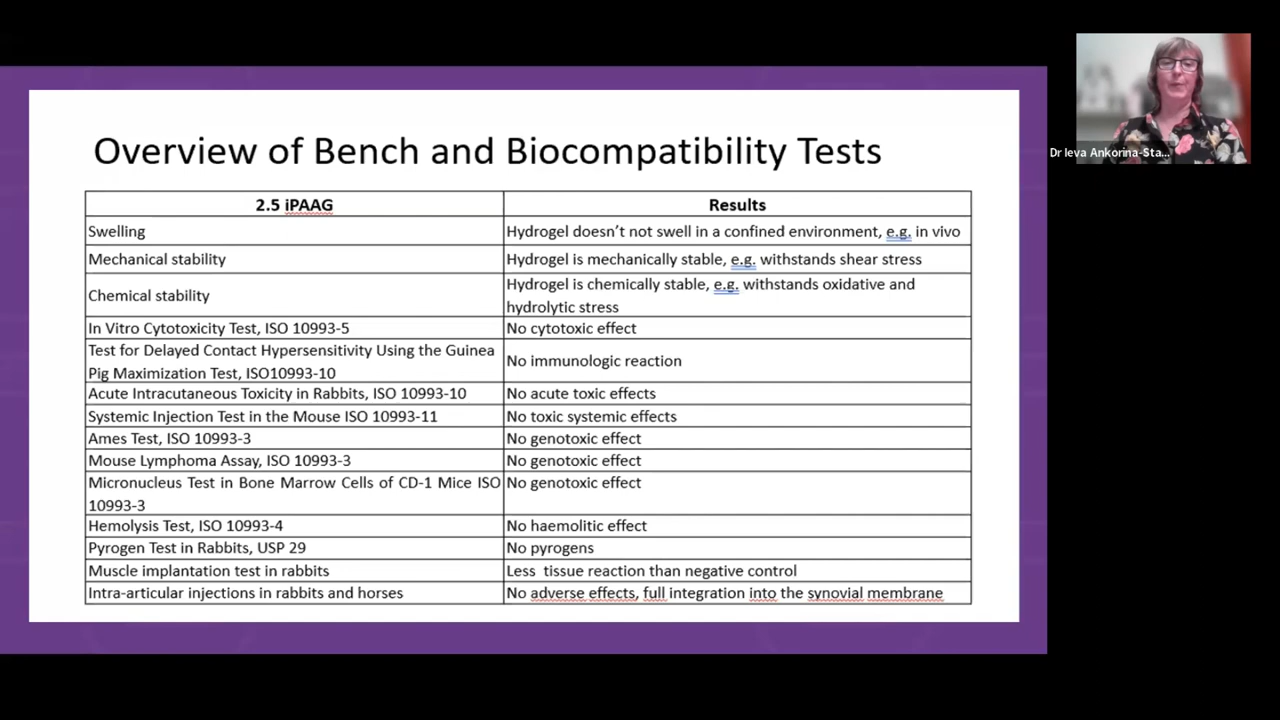 Overview of Bench and Biocompatibility Tests
2.5 iPAAG Results
Swelling Hydrogel doesn't not swell in a confined environment, e.g. in vivo
Mechanical stability Hydrogel is mechanically stable, e.g. withstands shear stress
Chemical stability Hydrogel is chemically stable, e.g. withstands oxidative and
hydrolytic stress
In Vitro Cytotoxicity Test, ISO 10993-5 No cytotoxic effect
Test for Delayed Contact Hypersensitivity Using the Guinea
Pig Maximization Test, ISO10993-10 No immunologic reaction
Acute Intracutaneous Toxicity in Rabbits, ISO 10993-10 No acute toxic effects
Systemic Injection Test in the Mouse ISO 10993-11 No toxic systemic effects
Ames Test, ISO 10993-3 No genotoxic effect
Mouse Lymphoma Assay, ISO 10993-3 No genotoxic effect
Micronucleus Test in Bone Marrow Cells of CD-1 Mice ISO
10993-3 No genotoxic effect
Hemolysis Test, ISO 10993-4 No haemolitic effect
Pyrogen Test in Rabbits, USP 29 No pyrogens
Muscle implantation test in rabbits Less tissue reaction than negative control
Intra-articular injections in rabbits and horses No adverse effects, full integration into the synovial membrane
Dr Ieva Ankorina-Sta...